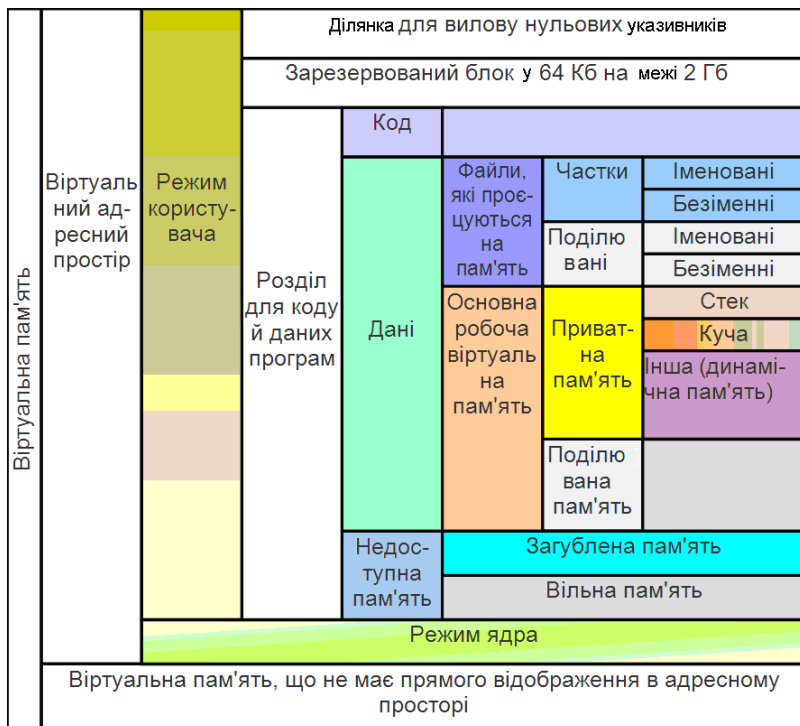 Ділянка для вилову нульових указивників
Зарезервований блок у 64 Кб на межі 2 Гб
Віртуальна пам'ять
Віртуаль
ний ад-
ресний
простір
Режим
користу-
вача
Розділ
для коду
й даних
програм
Код
Дані
Файли,
які проє-
цуються
на
пам'ять
Частки
Іменовані
Безіменні
Поділю
вані
Іменовані
Безіменні
Основна
робоча
віртуаль
на
пам'ять
Приват-
на
пам'ять
Стек
Куча
Інша (динамі-
чна пам'ять)
Поділю
вана
пам'ять
Недос-
тупна
пам'ять
Загублена пам'ять
Вільна пам'ять
Режим ядра
Віртуальна пам'ять, що не має прямого відображення в адресному
просторі